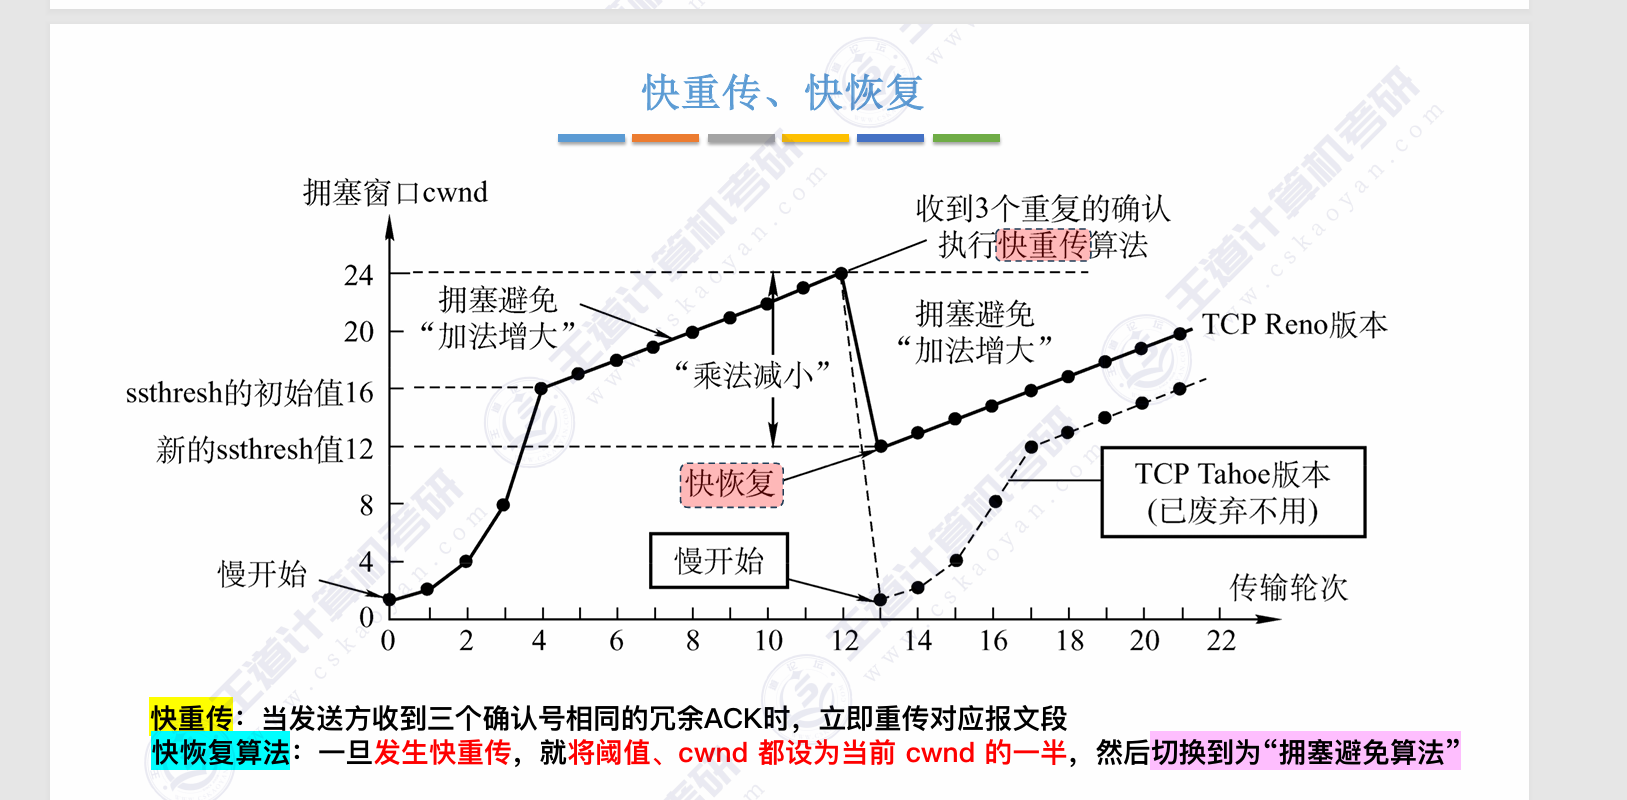 快重传、快恢复
拥塞窗口cwnd
收到3个重复的确认
执行快重传算法
24
拥塞避免
“加法增大”
拥塞避免
“加法增大”
20
TCP Reno版本
“乘法减小”
ssthresh的初始值16
新的ssthresh值12
快恢复
TCP Tahoe版本
(已废弃不用)
8
4
慢开始
慢开始
传输轮次
0
0 2 4 6 8 10 12 14 16 18 20 22
快重传：当发送方收到三个确认号相同的冗余ACK时，立即重传对应报文段
快恢复算法：一旦发生快重传，就将阈值、cwnd 都设为当前 cwnd 的一半，然后切换到为“拥塞避免算法”
王道计算机考研
www.cskaoyan.com